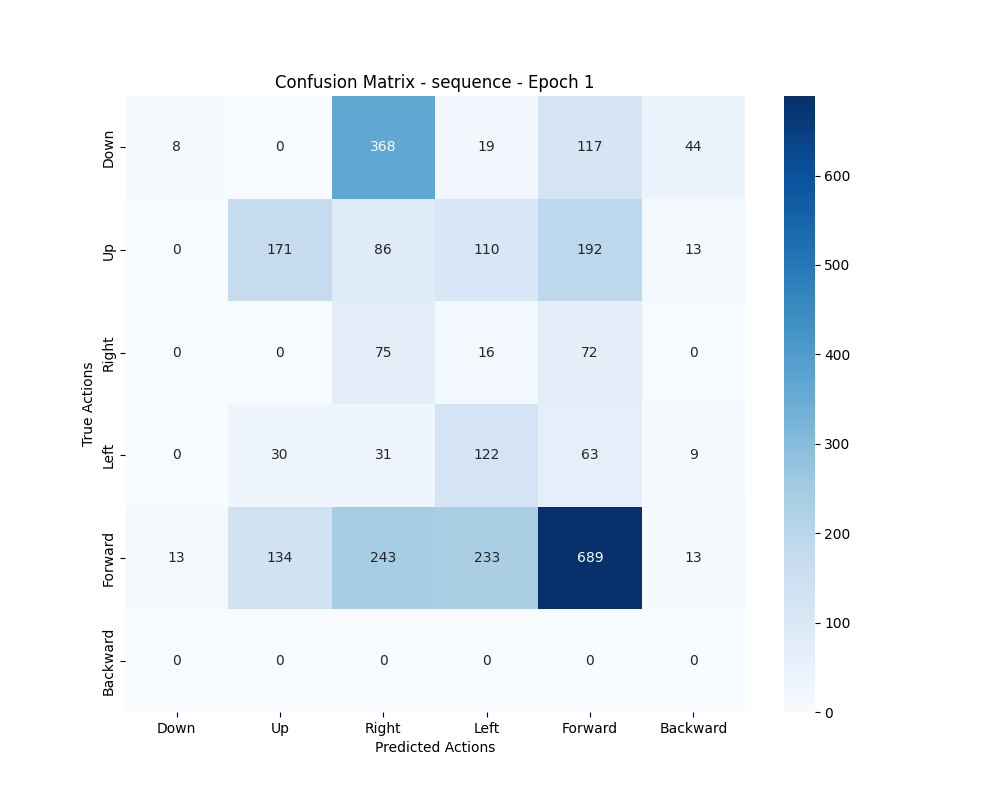 Confusion Matrix - sequence - Epoch 1
True Actions
Down 8 0 368 19 117 44
Up 0 171 86 110 192 13
Right 0 0 75 16 72 0
Left 0 30 31 122 63 9
Forward 13 134 243 233 689 13
Backward 0 0 0 0 0 0
Down Up Right Left Forward Backward
Predicted Actions
600
500
400
300
200
100
0